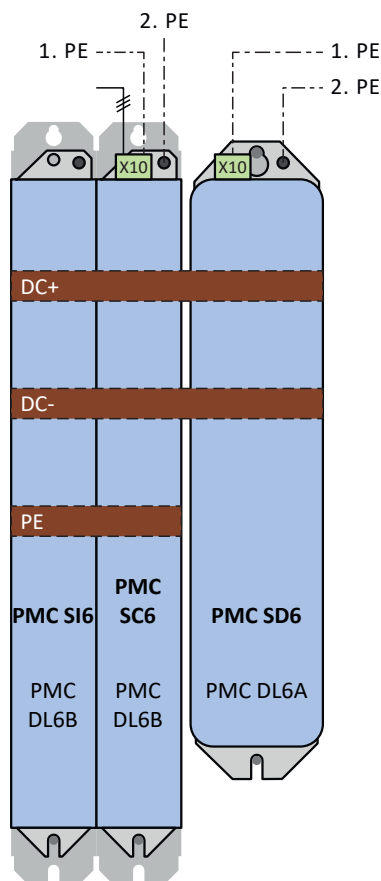 2. PE
1. PE
1. PE
2. PE
X10
X10
DC+
DC-
PE
PMC SI6
PMC
SC6
PMC SD6
PMC
DL6B
PMC
DL6B
PMC DL6A